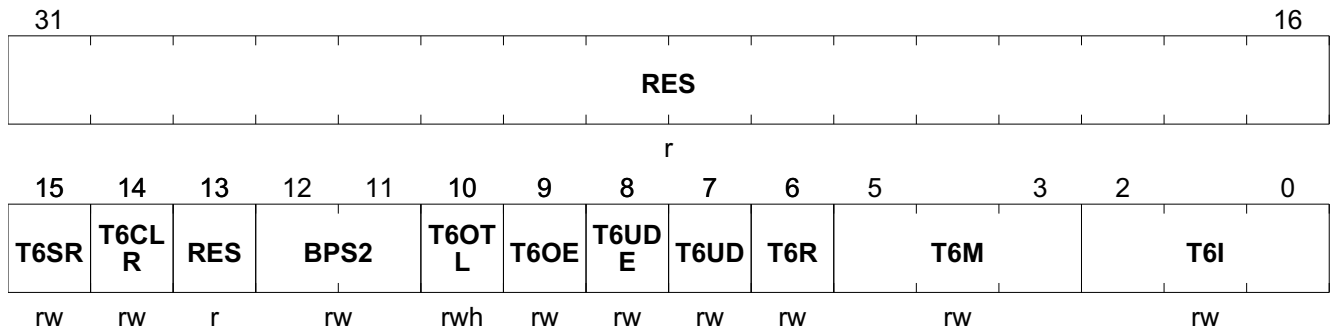 31 16
RES
r
15 14 13 12 11 10 9 8 7 6 5 3 2 0
T6SR T6CL R RES BPS2 T6OT L T6OE T6UD E T6UD T6R T6M T6I
rw rw r rw rwh rw rw rw rw rw rw